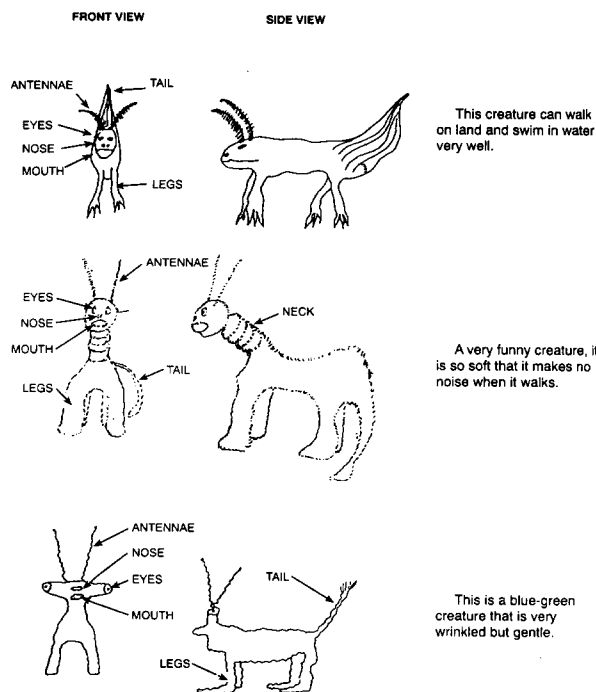 FRONT VIEW
SIDE VIEW
ANTENNAE
TAIL
EYES
NOSE
MOUTH
LEGS
This creature can walk
on land and swim in water
very well.
ANTENNAE
EYES
NOSE
MOUTH
LEGS
TAIL
NECK
A very funny creature, it
is so soft that it makes no
noise when it walks.
ANTENNAE
NOSE
EYES
MOUTH
TAIL
LEGS
This is a blue-green
creature that is very
wrinkled but gentle.